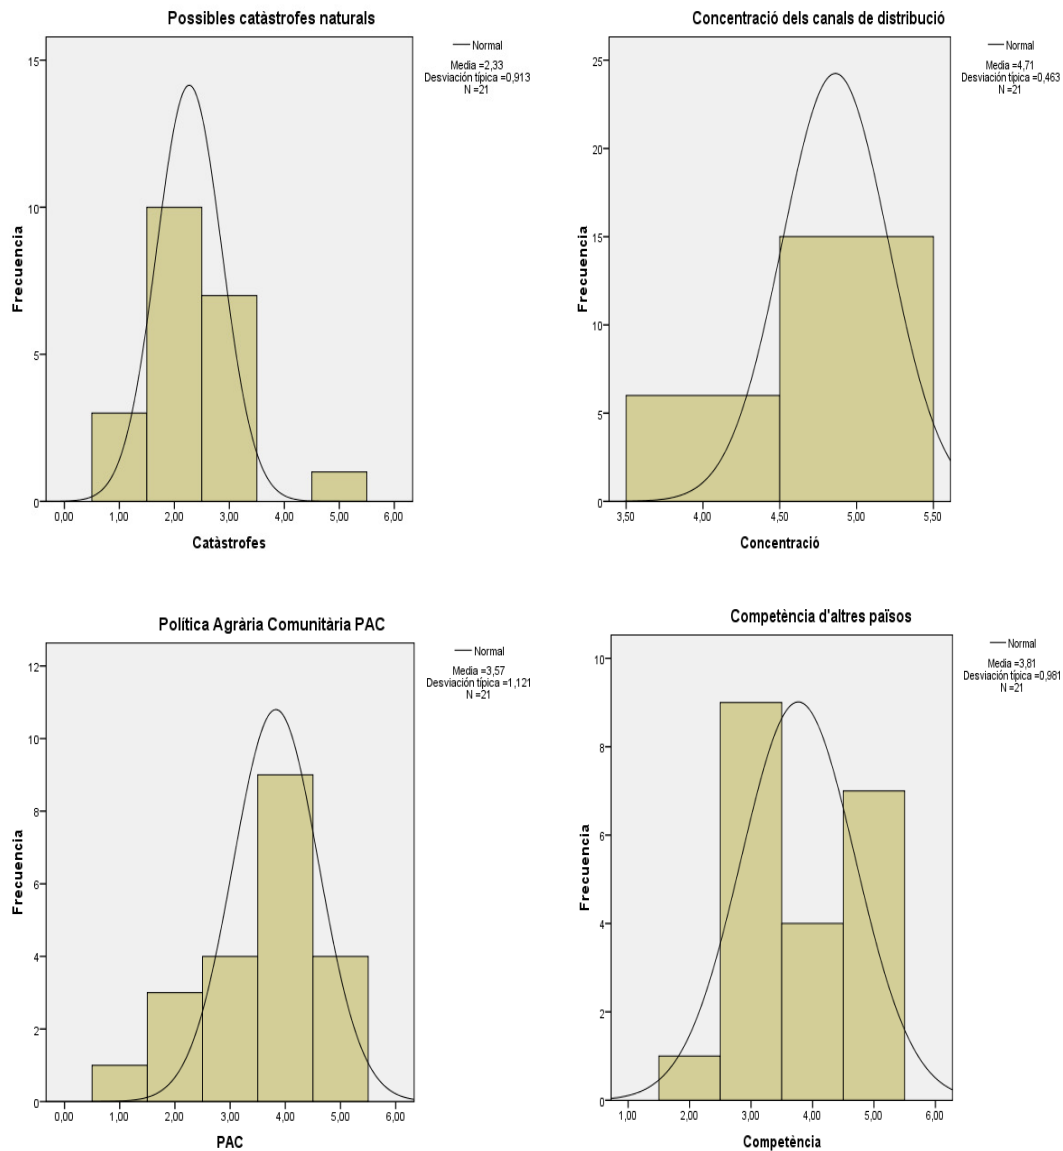 Possibles catàstrofes naturals
Normal
Media =2,33
Desviación típica =0,913
N =21
15
10
5
0
Frecuencia
0,00 1,00 2,00 3,00 4,00 5,00 6,00
Catàstrofes
Concentració dels canals de distribució
Normal
Media =4,71
Desviación típica =0,463
N =21
25
20
15
10
5
0
Frecuencia
3,50 4,00 4,50 5,00 5,50
Concentració
Política Agrària Comunitària PAC
Normal
Media =3,57
Desviación típica =1,121
N =21
12
10
8
6
4
2
0
Frecuencia
0,00 1,00 2,00 3,00 4,00 5,00 6,00
PAC
Competència d'altres països
Normal
Media =3,81
Desviación típica =0,981
N =21
10
8
6
4
2
0
Frecuencia
1,00 2,00 3,00 4,00 5,00 6,00
Competència